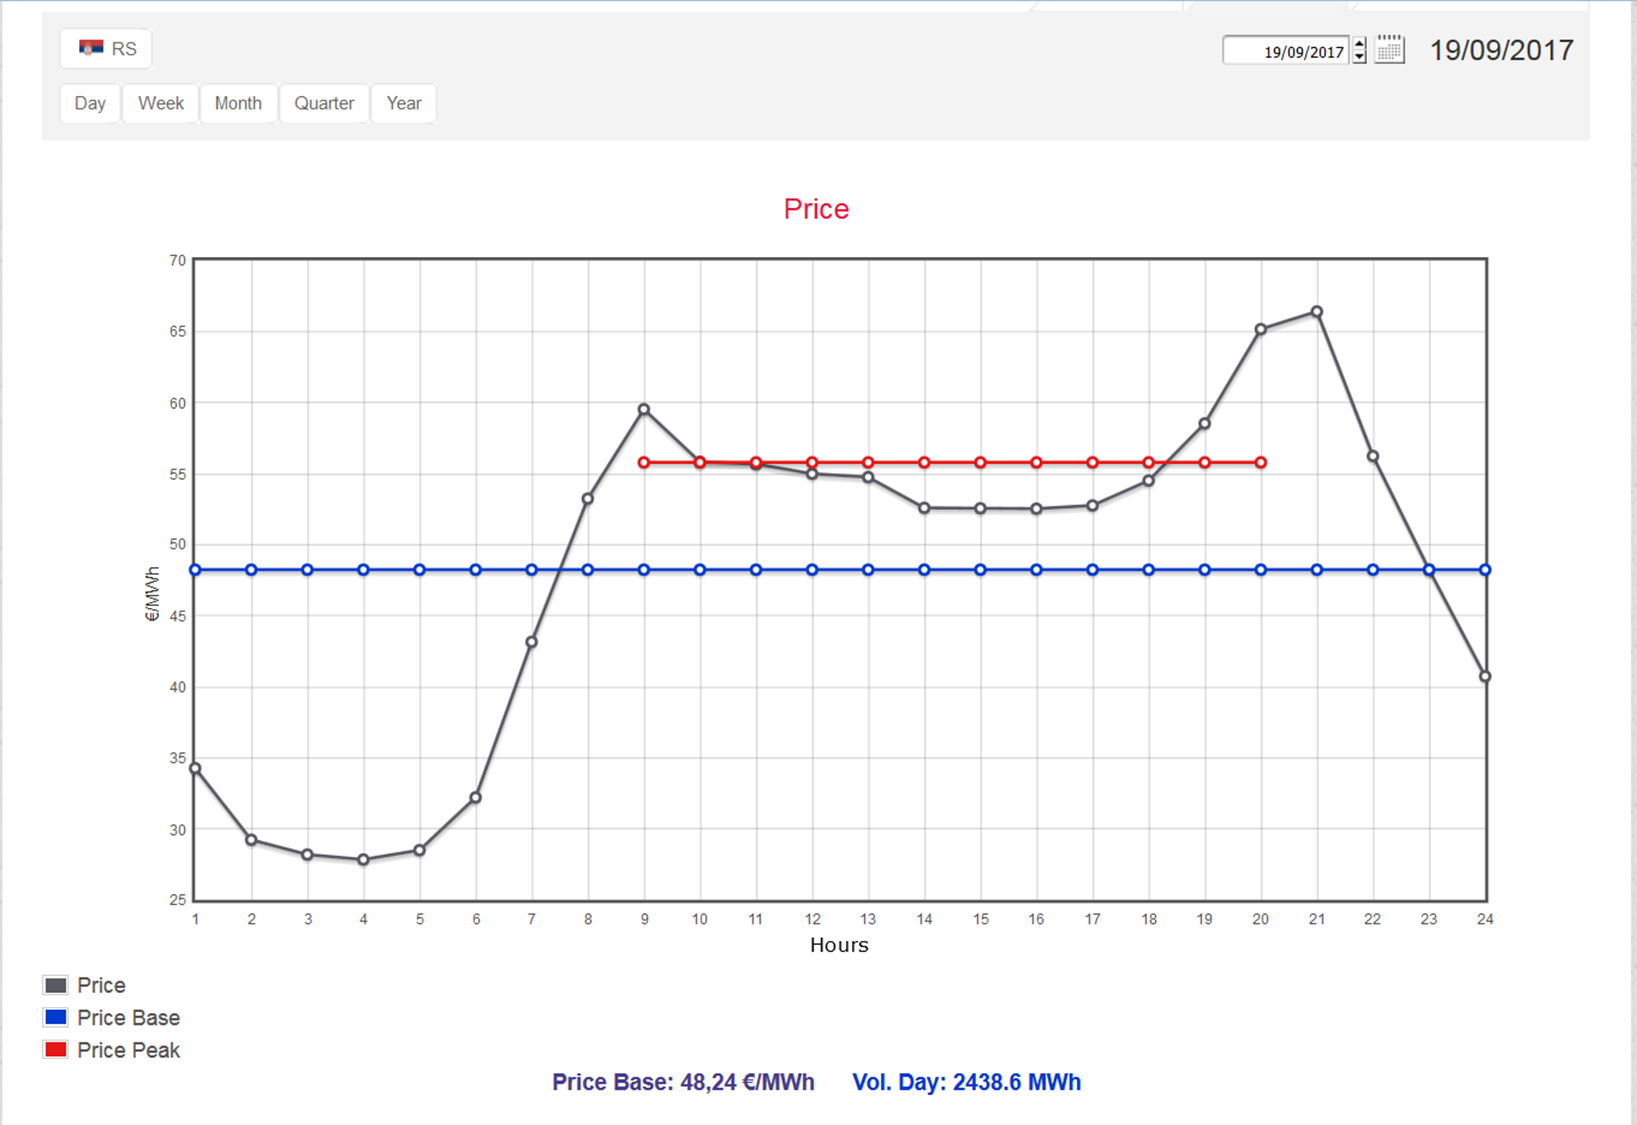 RS
19/09/2017 19/09/2017
Day Week Month Quarter Year
Price
70
65
60
55
50
45
40
35
30
25
€/MWh
1 2 3 4 5 6 7 8 9 10 11 12 13 14 15 16 17 18 19 20 21 22 23 24
Hours
Price
Price Base
Price Peak
Price Base: 48,24 €/MWh Vol. Day: 2438.6 MWh